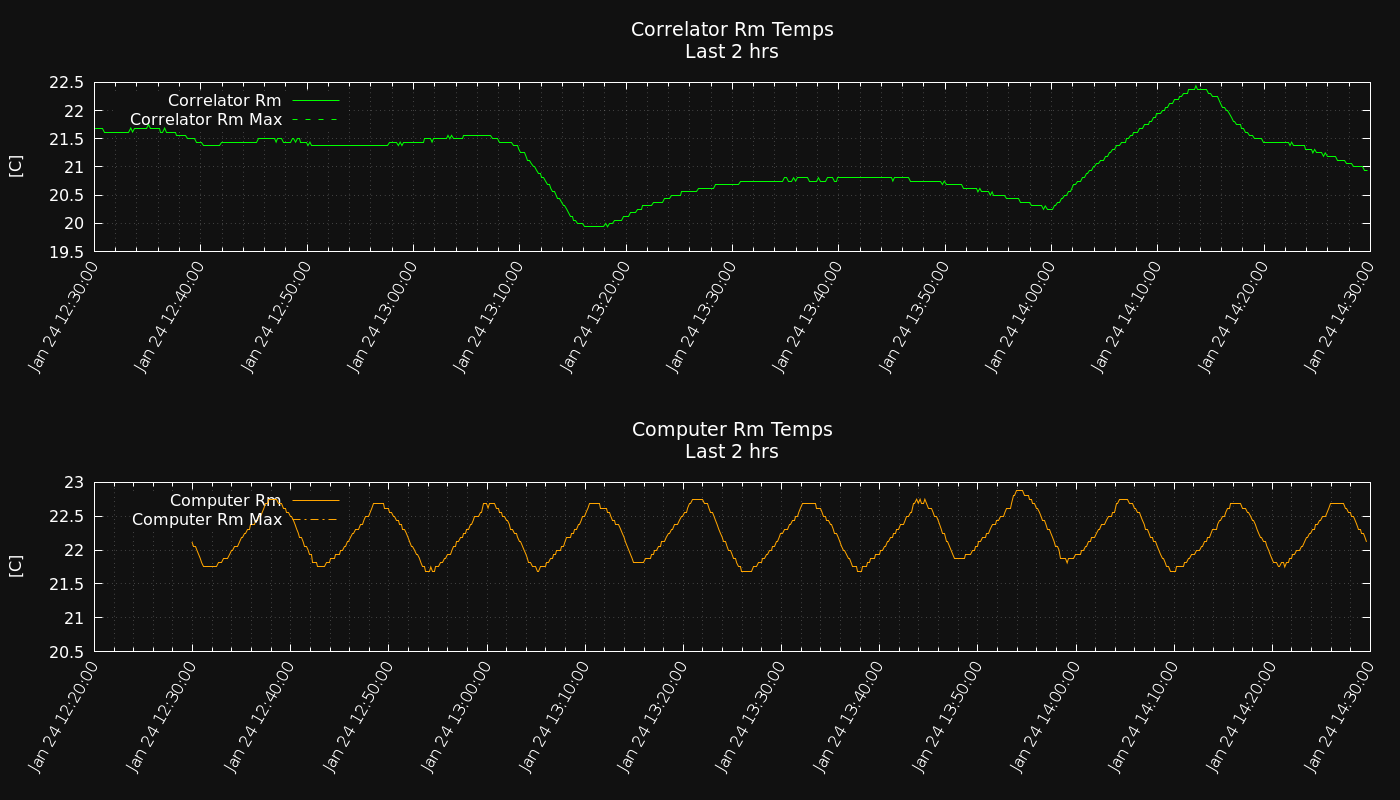 Correlator Rm Temps
Last 2 hrs
22.5
22
21.5
21
20.5
20
19.5
[C]
Correlator Rm
Correlator Rm Max
Jan 24 12:30:00
Jan 24 12:40:00
Jan 24 12:50:00
Jan 24 13:00:00
Jan 24 13:10:00
Jan 24 13:20:00
Jan 24 13:30:00
Jan 24 13:40:00
Jan 24 13:50:00
Jan 24 14:00:00
Jan 24 14:10:00
Jan 24 14:20:00
Jan 24 14:30:00
Computer Rm Temps
Last 2 hrs
23
22.5
22
21.5
21
20.5
[C]
Computer Rm
Computer Rm Max
Jan 24 12:20:00
Jan 24 12:30:00
Jan 24 12:40:00
Jan 24 12:50:00
Jan 24 13:00:00
Jan 24 13:10:00
Jan 24 13:20:00
Jan 24 13:30:00
Jan 24 13:40:00
Jan 24 13:50:00
Jan 24 14:00:00
Jan 24 14:10:00
Jan 24 14:20:00
Jan 24 14:30:00